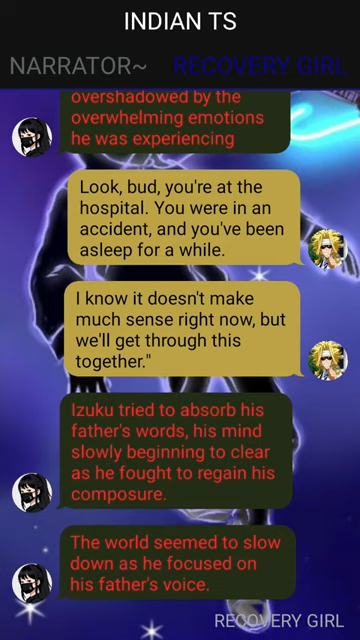 INDIAN TS
NARRATOR~ RECOVERY GIRL
overshadowed by the
overwhelming emotions
he was experiencing
Look, bud, you're at the
hospital. You were in an
accident, and you've been
asleep for a while.
I know it doesn't make
much sense right now, but
we'll get through this
together."
Izuku tried to absorb his
father's words, his mind
slowly beginning to clear
as he fought to regain his
composure.
The world seemed to slow
down as he focused on
his father's voice.
RECOVERY GIRL